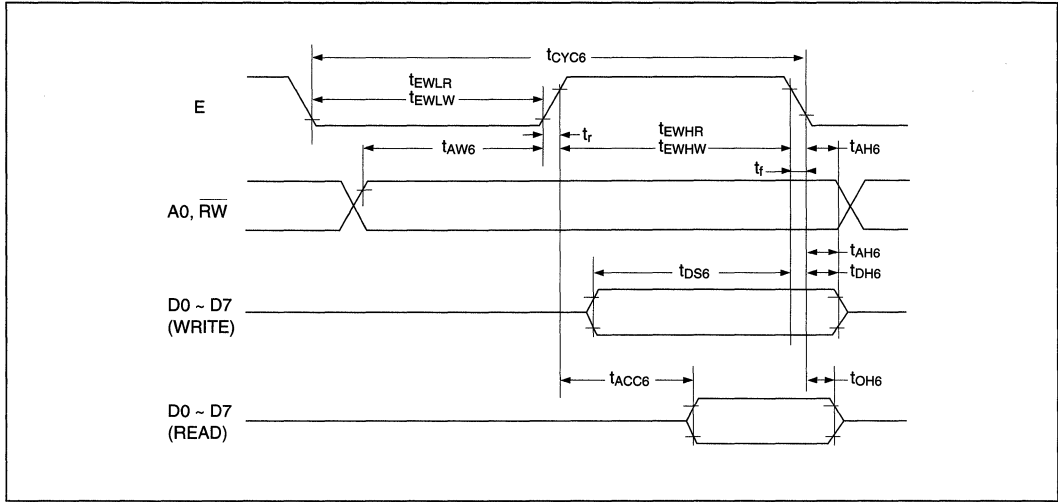 tCYC6
tEWLR
tEWLW
E
tr
tEWHR
tEWHW
tAW6
tAH6
tf
A0, R̅W̅
tAH6
tDS6
tDH6
D0 ~ D7
(WRITE)
tACC6
tOH6
D0 ~ D7
(READ)